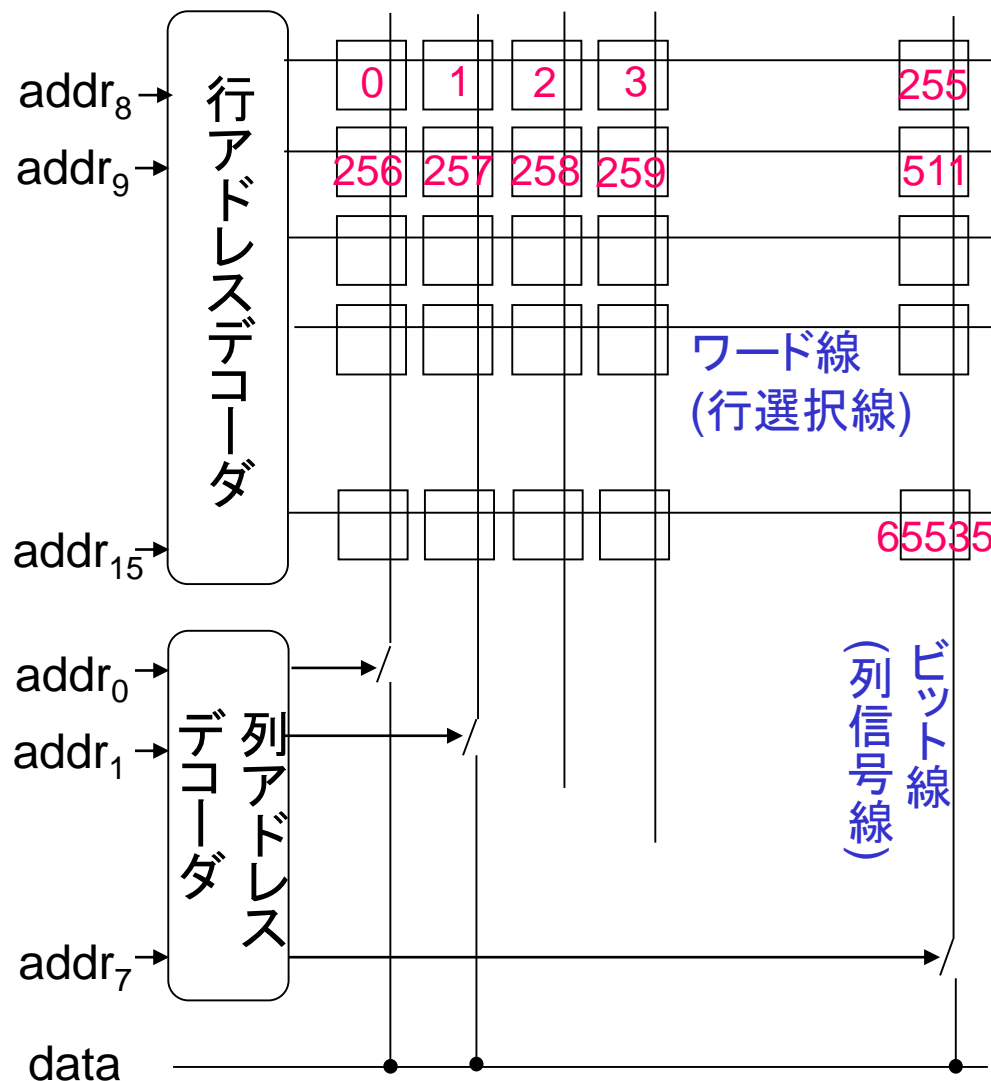 addr8
addr9
addr15
行アドレスデコーダ
0 1 2 3 255
256 257 258 259 511
ワード線
(行選択線)
65535
addr0
addr1
addr7
列アドレス
デコーダ
ビット線
(列信号線)
data